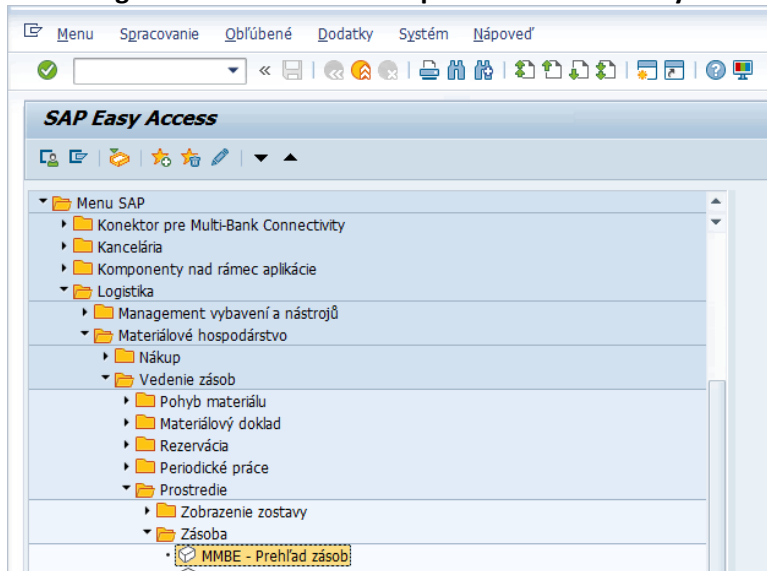 Menu Spracovanie Obľúbené Dodatky Systém Nápoveď
SAP Easy Access
Menu SAP
Konektor pre Multi-Bank Connectivity
Kancelária
Komponenty nad rámec aplikácie
Logistika
Management vybavení a nástrojů
Materiálové hospodárstvo
Nákup
Vedenie zásob
Pohyb materiálu
Materiálový doklad
Rezervácia
Periodické práce
Prostredie
Zobrazenie zostavy
Zásoba
MMBE - Prehľad zásob